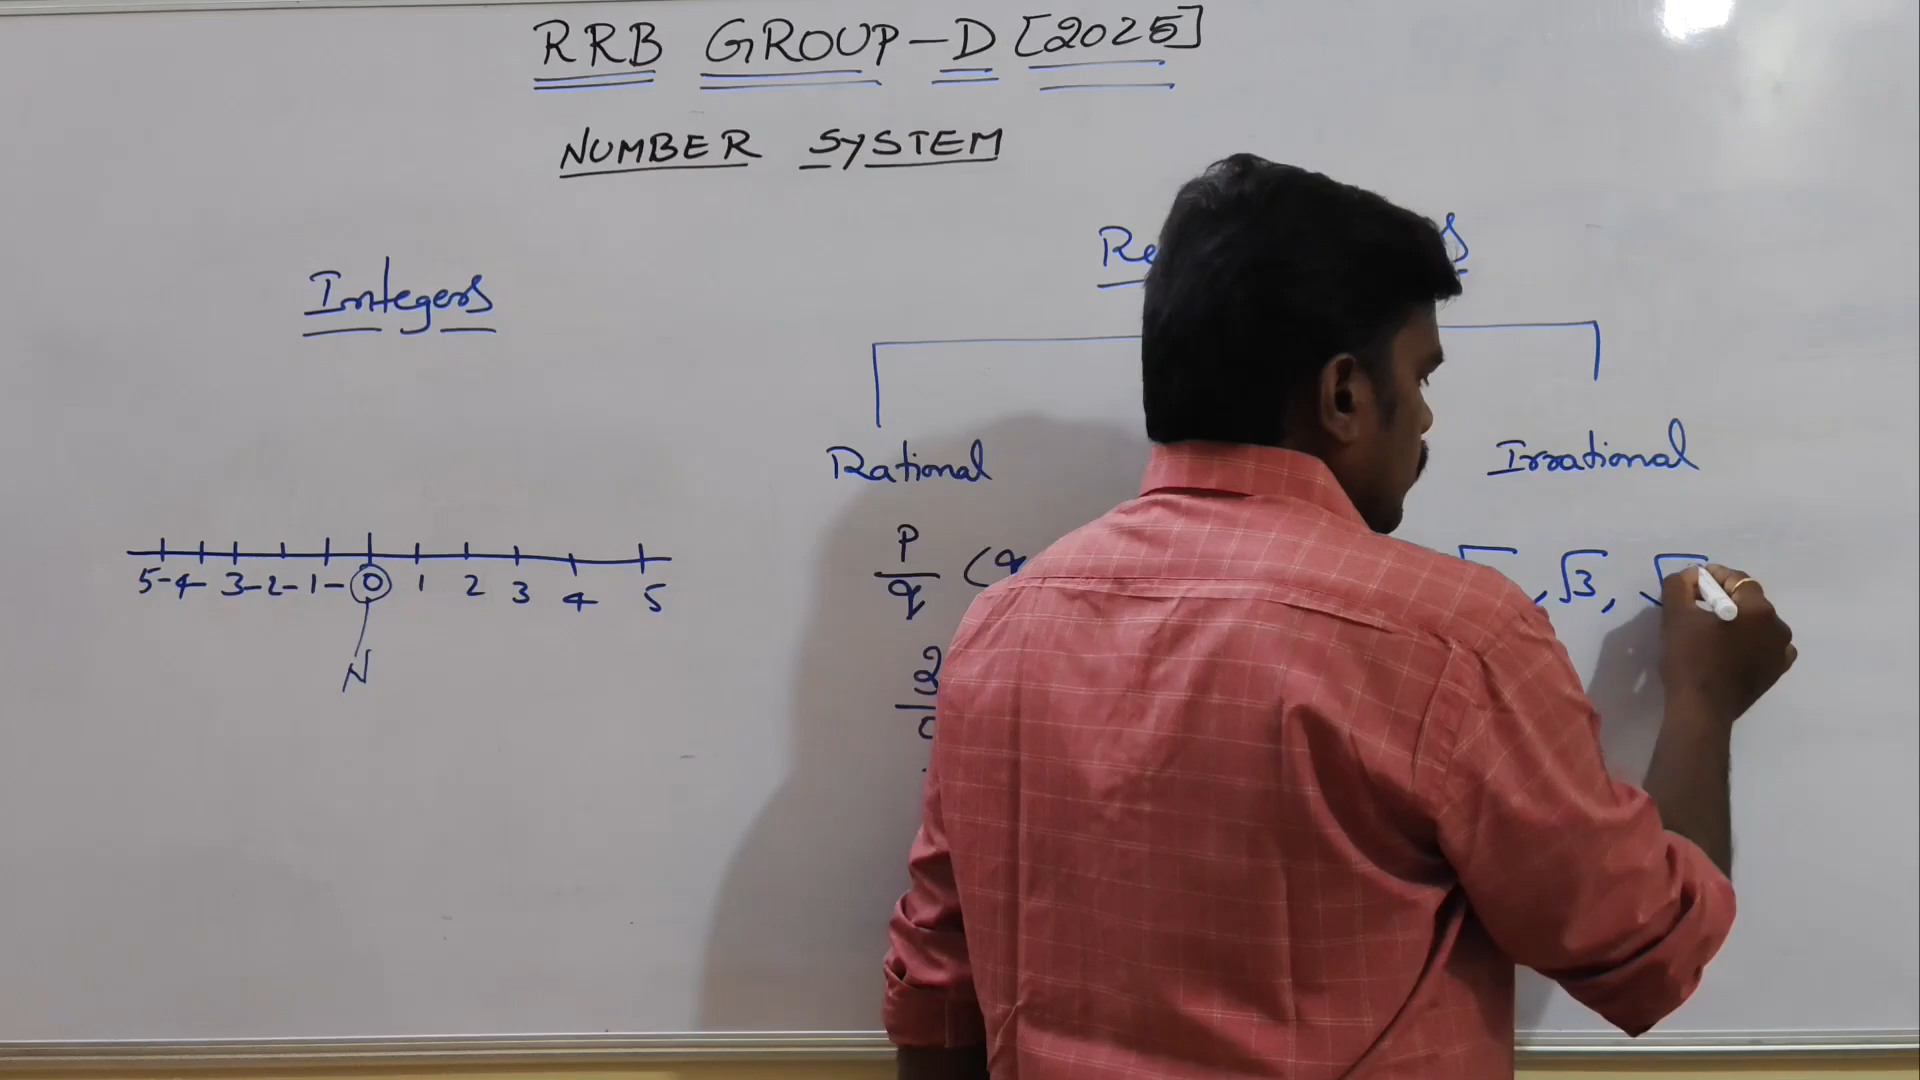 RRB GROUP-D [2025]
NUMBER SYSTEM
Integers
Rational
Irrational
P/q (q
√3, √
5- 4- 3- 2- 1- 0 1 2 3 4 5
N